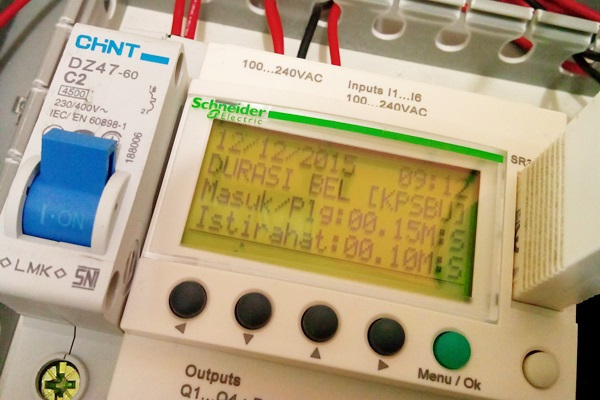 CHNT
DZ47-60
C2
4500
230/400V~
IEC/EN 60898-1
188006
I·ON
LMK
SNI
100...240VAC
Inputs I1...I6
100...240VAC
Schneider
Electric
12/12/2015 09:12
DURASI BEL [KPSBU]
Masuk/Plg:00.15M:S
Istirahat:00.10M:S
Menu / Ok
Outputs